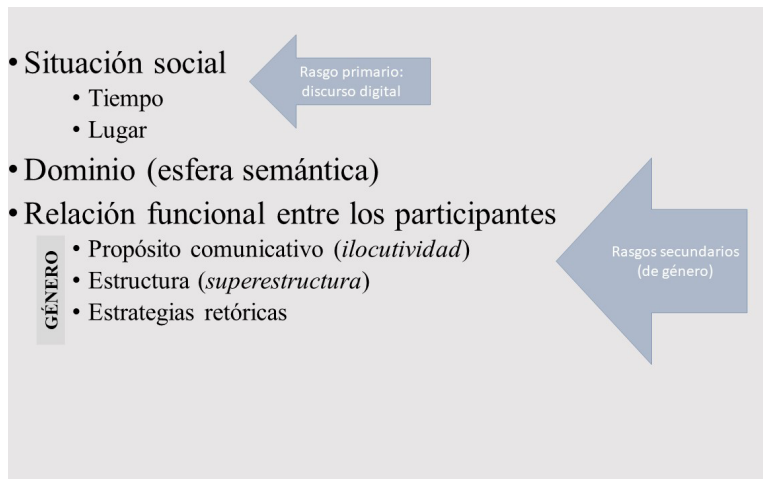 • Situación social
• Tiempo
• Lugar
Rasgo primario:
discurso digital
• Dominio (esfera semántica)
• Relación funcional entre los participantes
GÉNERO
• Propósito comunicativo (ilocutividad)
• Estructura (superestructura)
• Estrategias retóricas
Rasgos secundarios
(de género)